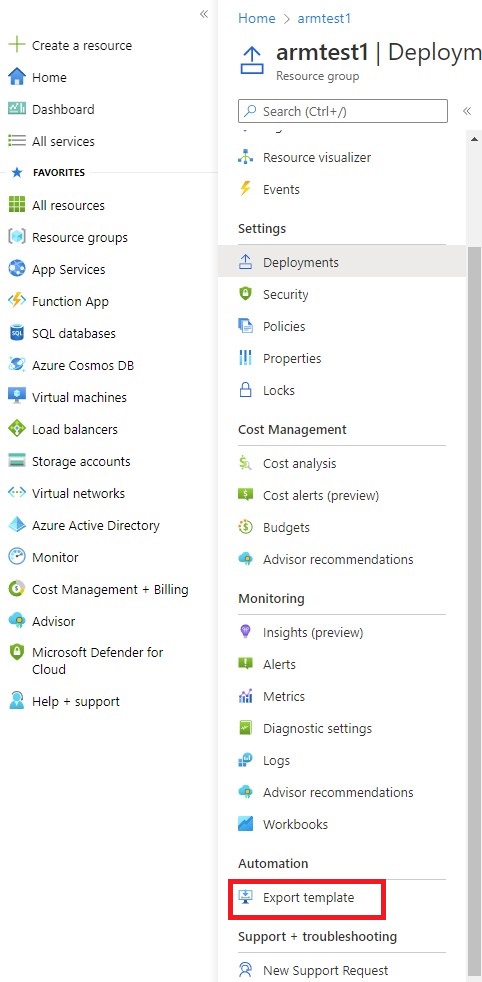 «
Create a resource
Home
Dashboard
All services
FAVORITES
All resources
Resource groups
App Services
Function App
SQL
SQL databases
Azure Cosmos DB
Virtual machines
Load balancers
Storage accounts
Virtual networks
Azure Active Directory
Monitor
Cost Management + Billing
Advisor
Microsoft Defender for
Cloud
Help + support
Home > armtest1
armtest1 | Deploym
Resource group
Search (Ctrl+/)
«
Resource visualizer
Events
Settings
Deployments
Security
Policies
Properties
Locks
Cost Management
Cost analysis
Cost alerts (preview)
Budgets
Advisor recommendations
Monitoring
Insights (preview)
Alerts
Metrics
Diagnostic settings
Logs
Advisor recommendations
Workbooks
Automation
Export template
Support + troubleshooting
New Support Request